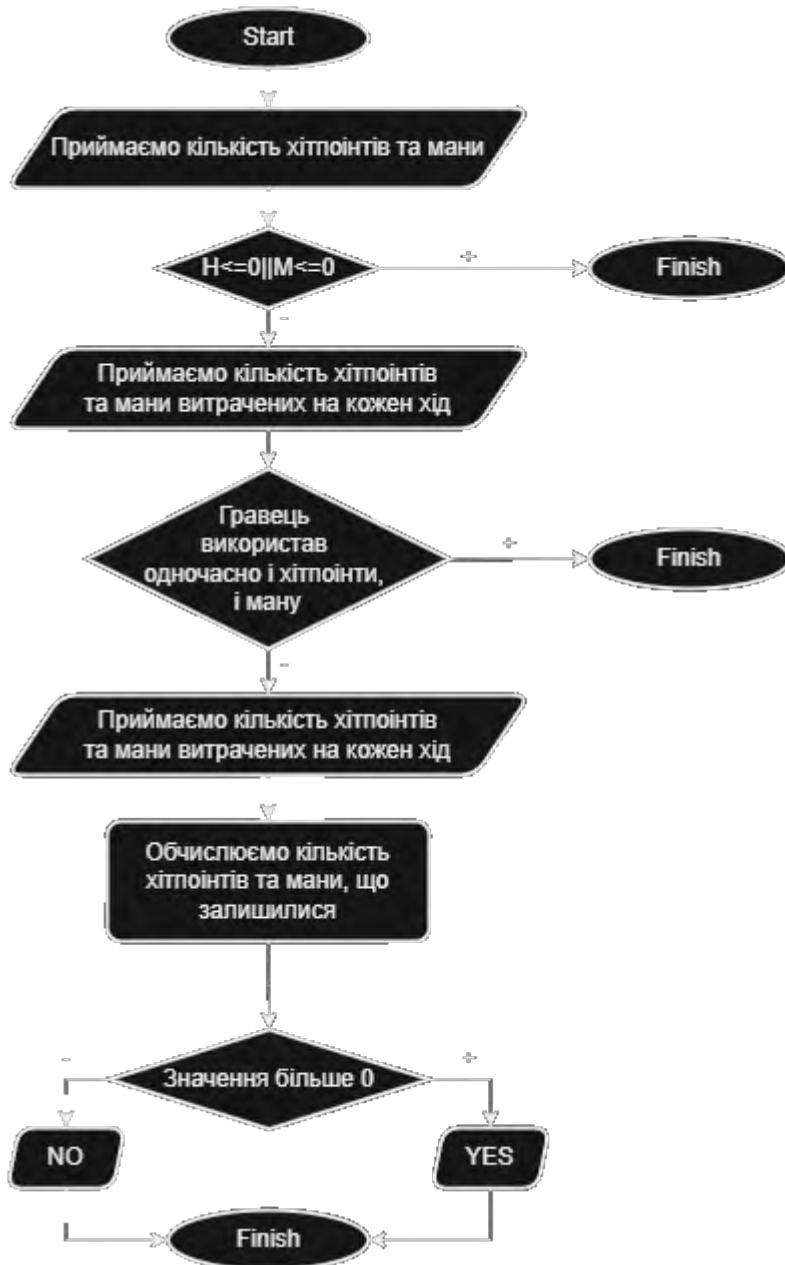 Start
Приймаємо кількість хітпоінтів та мани
H<=0||M<=0
+
Finish
-
Приймаємо кількість хітпоінтів
та мани витрачених на кожен хід
Гравець
використав
одночасно і хітпоінти,
і ману
+
Finish
-
Приймаємо кількість хітпоінтів
та мани витрачених на кожен хід
Обчислюємо кількість
хітпоінтів та мани, що
залишилися
Значення більше 0
-
+
NO
YES
Finish